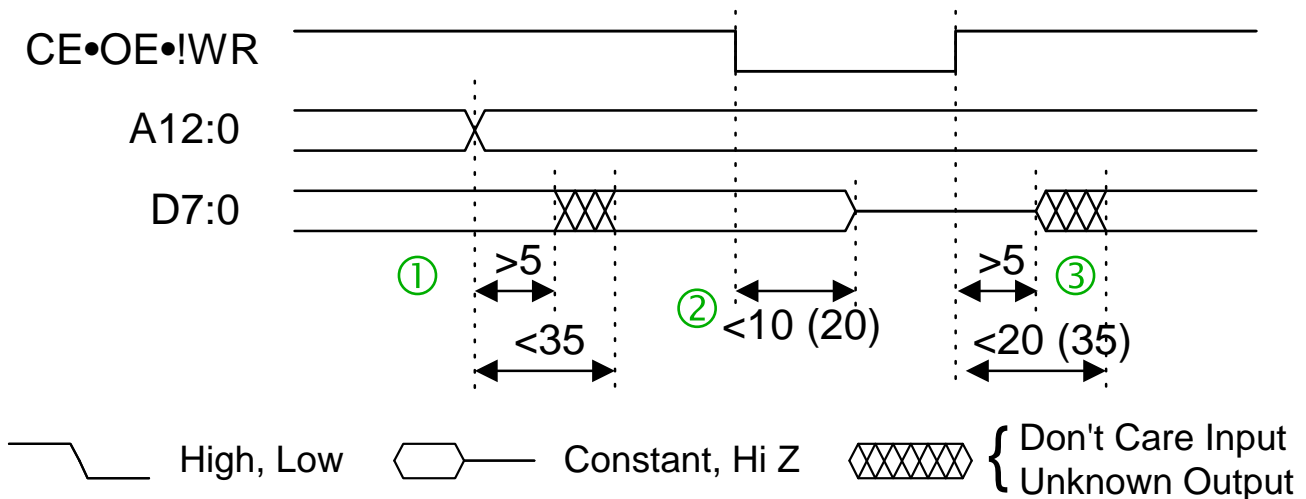 CE•OE•!WR
A12:0
D7:0
① >5 ② <10 (20) >5 ③
<35 <20 (35)
High, Low Constant, Hi Z { Don't Care Input
Unknown Output